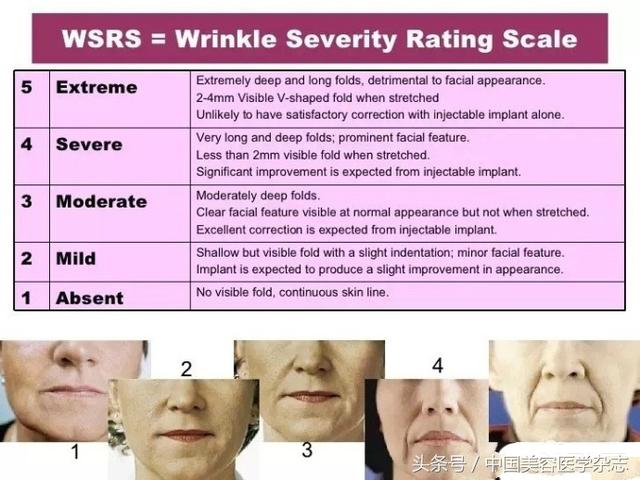 WSRS = Wrinkle Severity Rating Scale
5 Extreme
Extremely deep and long folds, detrimental to facial appearance.
2-4mm Visible V-shaped fold when stretched
Unlikely to have satisfactory correction with injectable implant alone.
4 Severe
Very long and deep folds; prominent facial feature.
Less than 2mm visible fold when stretched.
Significant improvement is expected from injectable implant.
3 Moderate
Moderately deep folds.
Clear facial feature visible at normal appearance but not when stretched.
Excellent correction is expected from injectable implant.
2 Mild
Shallow but visible fold with a slight indentation; minor facial feature.
Implant is expected to produce a slight improvement in appearance.
1 Absent
No visible fold, continuous skin line.
1
2
3
4
头条号／中国美容医学杂志